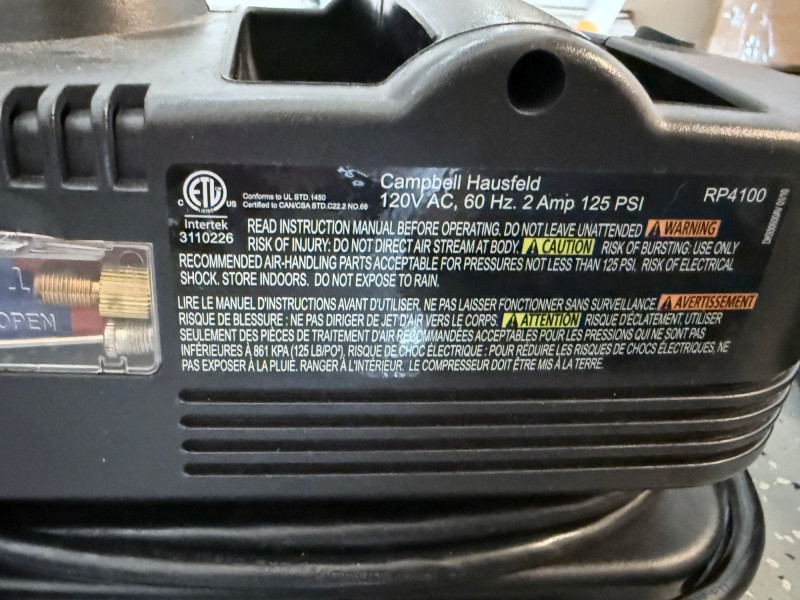 ETL
C US
LISTED
Intertek
3110226
Conforms to UL STD. 1450
Certified to CAN/CSA STD. C22.2 NO.68
Campbell Hausfeld
120V AC, 60 Hz. 2 Amp 125 PSI
RP4100
READ INSTRUCTION MANUAL BEFORE OPERATING. DO NOT LEAVE UNATTENDED WARNING
RISK OF INJURY: DO NOT DIRECT AIR STREAM AT BODY. CAUTION RISK OF BURSTING: USE ONLY
RECOMMENDED AIR-HANDLING PARTS ACCEPTABLE FOR PRESSURES NOT LESS THAN 125 PSI. RISK OF ELECTRICAL
SHOCK. STORE INDOORS. DO NOT EXPOSE TO RAIN.
LIRE LE MANUEL D'INSTRUCTIONS AVANT D'UTILISER. NE PAS LAISSER FONCTIONNER SANS SURVEILLANCE AVERTISSEMENT
RISQUE DE BLESSURE : NE PAS DIRIGER DE JET D'AIR VERS LE CORPS. ATTENTION RISQUE D'ÉCLATEMENT, UTILISER
SEULEMENT DES PIÈCES DE TRAITEMENT D'AIR RECOMMANDÉES ACCEPTABLES POUR LES PRESSIONS QUI NE SONT PAS
INFÉRIEURES À 861 KPA (125 LB/PO²), RISQUE DE CHOC ÉLECTRIQUE : POUR RÉDUIRE LES RISQUES DE CHOCS ÉLECTRIQUES, NE
PAS EXPOSER À LA PLUIE. RANGER À L'INTÉRIEUR. LE COMPRESSEUR DOIT ÊTRE MIS À LA TERRE.
OPEN